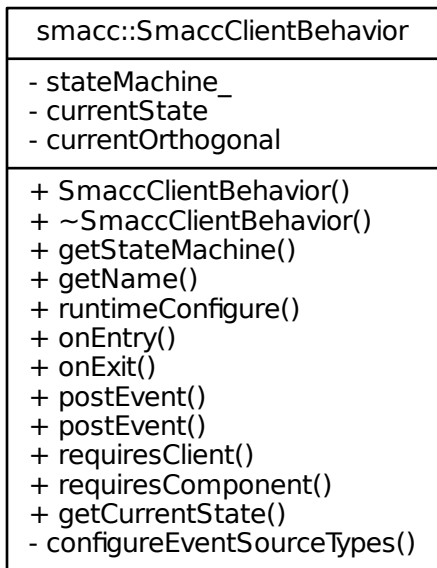 smacc::SmaccClientBehavior
- stateMachine_
- currentState
- currentOrthogonal
+ SmaccClientBehavior()
+ ~SmaccClientBehavior()
+ getStateMachine()
+ getName()
+ runtimeConfigure()
+ onEntry()
+ onExit()
+ postEvent()
+ postEvent()
+ requiresClient()
+ requiresComponent()
+ getCurrentState()
- configureEventSourceTypes()